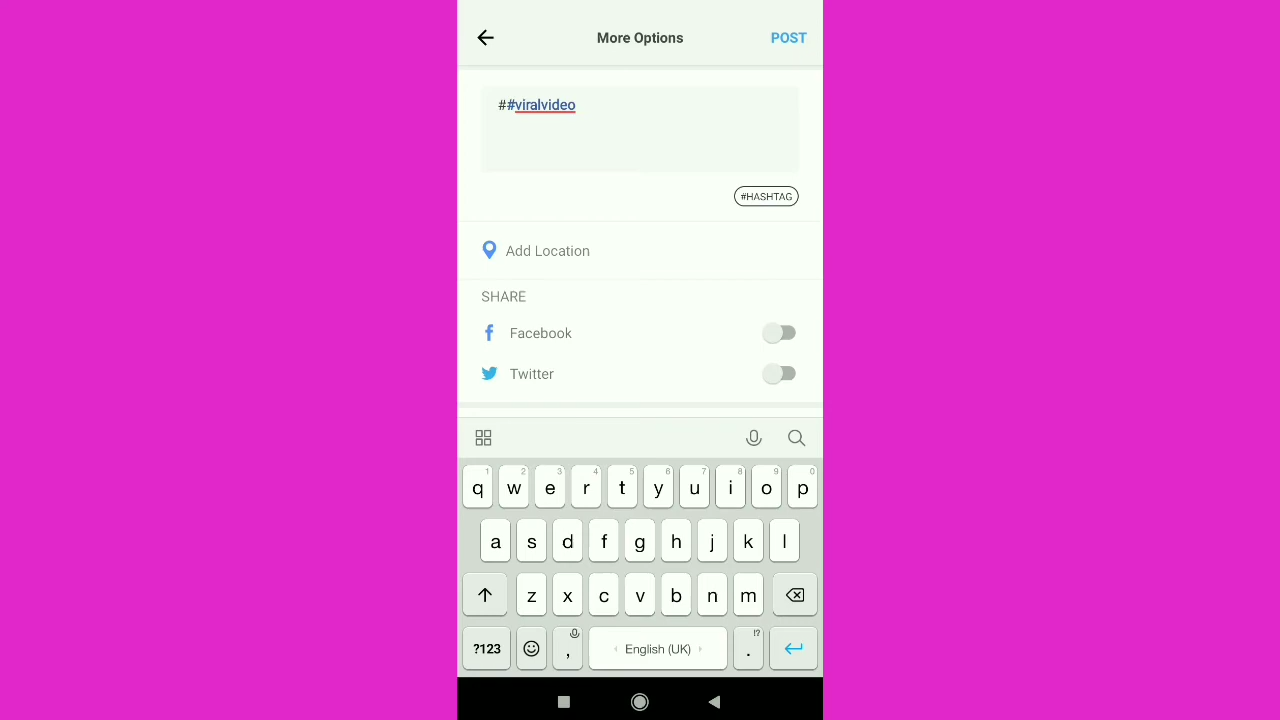 More Options
POST
##viralvideo
#HASHTAG
Add Location
SHARE
Facebook
Twitter
1 2 3 4 5 6 7 8 9 0
q w e r t y u i o p
a s d f g h j k l
z x c v b n m
!?
?123 , English (UK) .